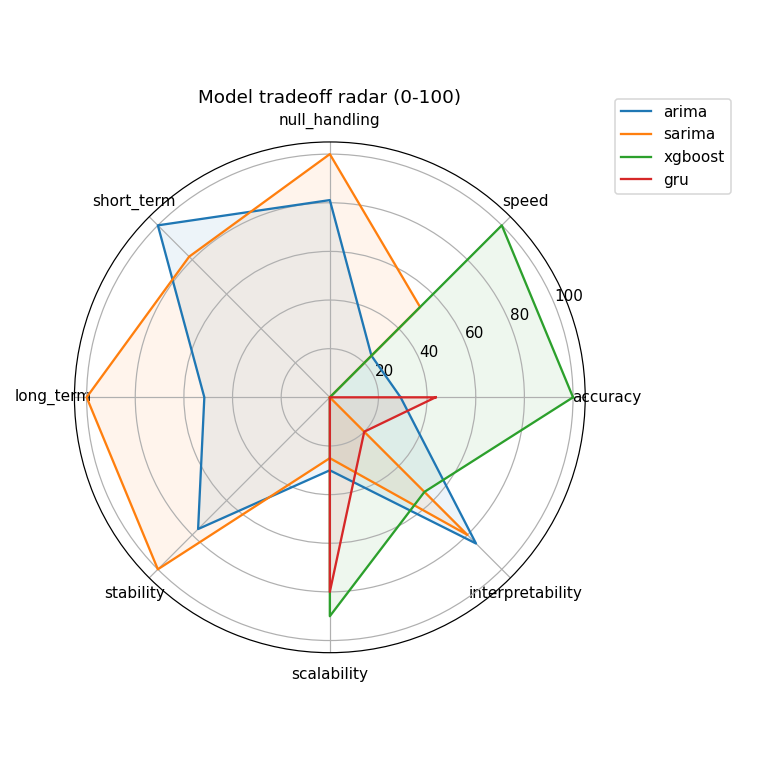 Model tradeoff radar (0-100)
null_handling
arima
sarima
xgboost
gru
short_term
speed
100
80
60
40
20
long_term
accuracy
stability
interpretability
scalability